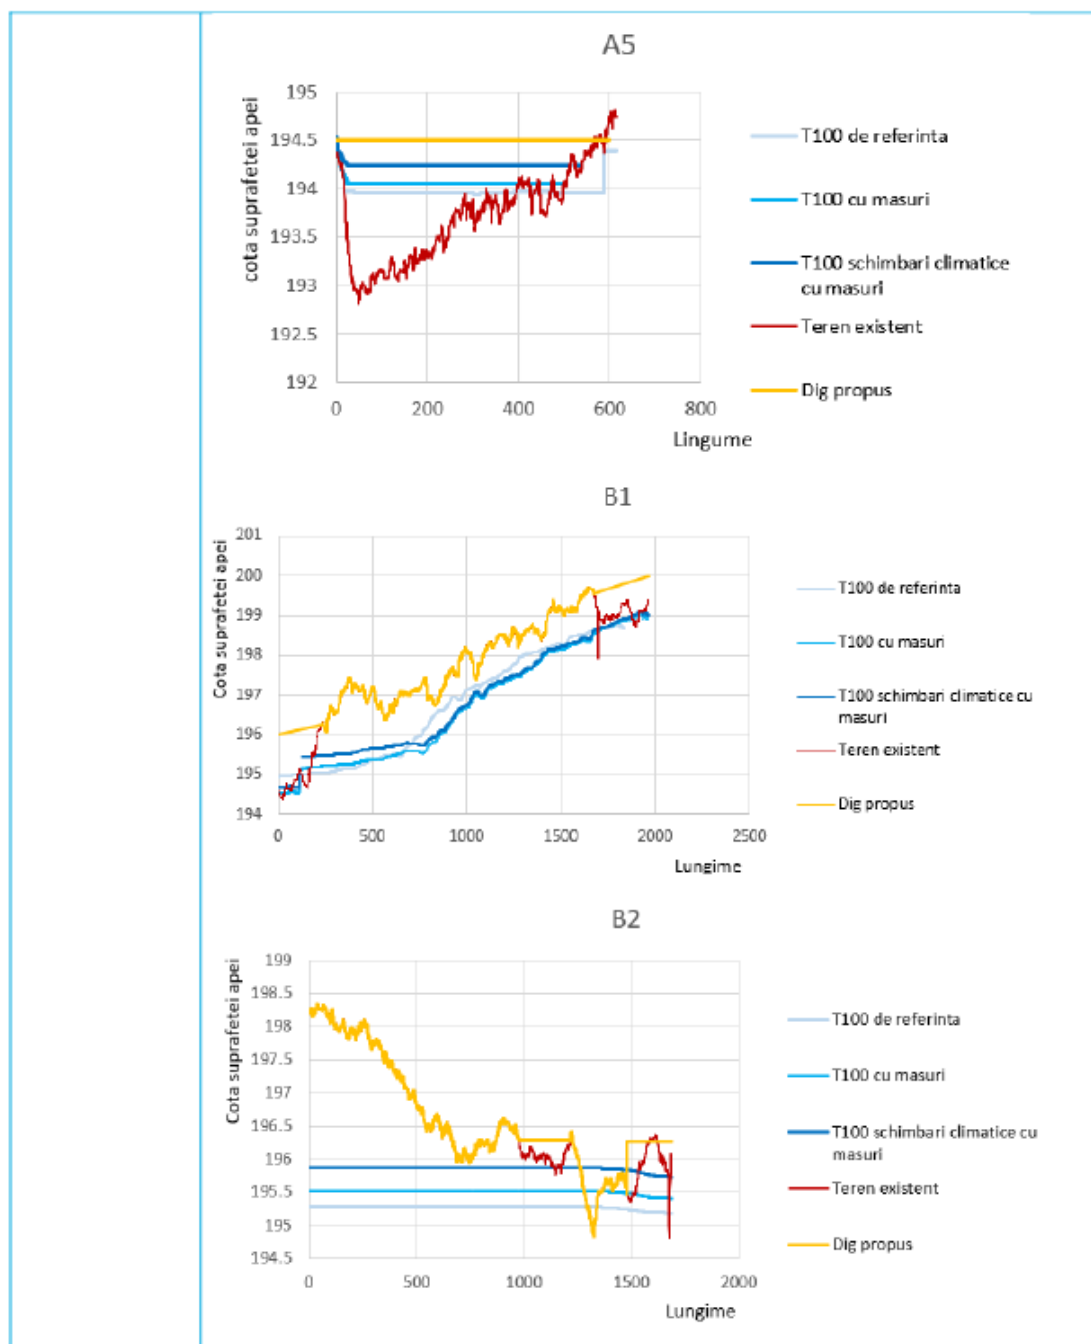 A5
cota suprafetei apei
195
194.5
194
193.5
193
192.5
192
0
200
400
600
800
Lingume
T100 de referinta
T100 cu masuri
T100 schimbari climatice
cu masuri
Teren existent
Dig propus
B1
Cota suprafetei apei
201
200
199
198
197
196
195
194
0
500
1000
1500
2000
2500
Lungime
T100 de referinta
T100 cu masuri
T100 schimbari climatice cu
masuri
Teren existent
Dig propus
B2
Cota suprafetei apei
199
198.5
198
197.5
197
196.5
196
195.5
195
194.5
0
500
1000
1500
2000
Lungime
T100 de referinta
T100 cu masuri
T100 schimbari climatice cu
masuri
Teren existent
Dig propus